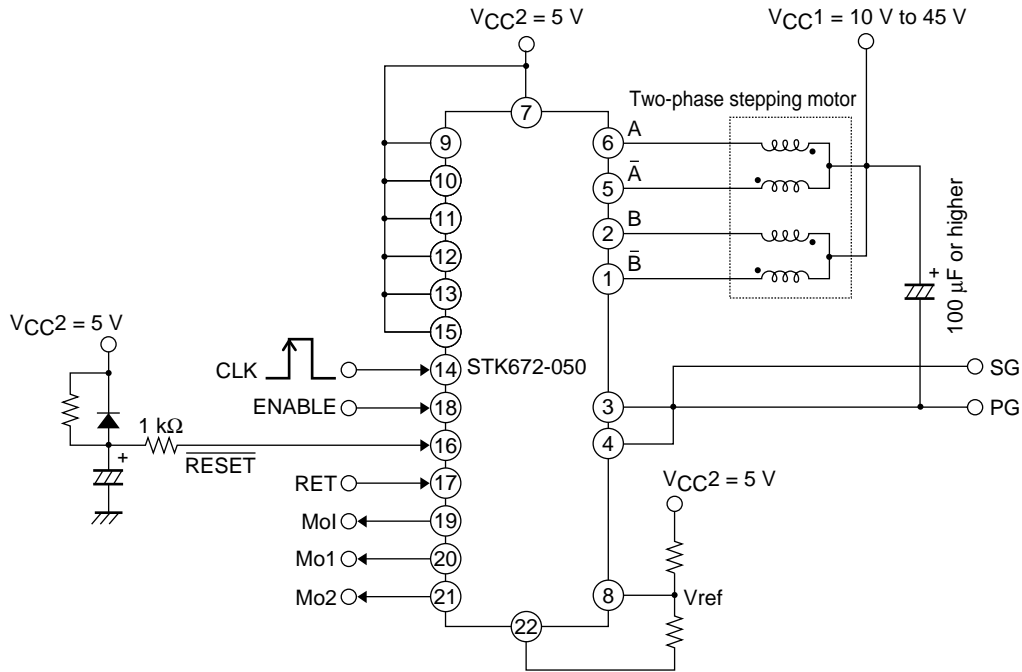 VCC2 = 5 V
VCC1 = 10 V to 45 V
Two-phase stepping motor
7
9
10
11
12
13
15
6
A
5
Ā
2
B
1
B̄
100 µF or higher
+
VCC2 = 5 V
CLK
14
STK672-050
ENABLE
18
1 kΩ
+
R̅E̅S̅E̅T̅
16
RET
17
MoI
19
Mo1
20
Mo2
21
3
4
SG
PG
VCC2 = 5 V
8
Vref
22